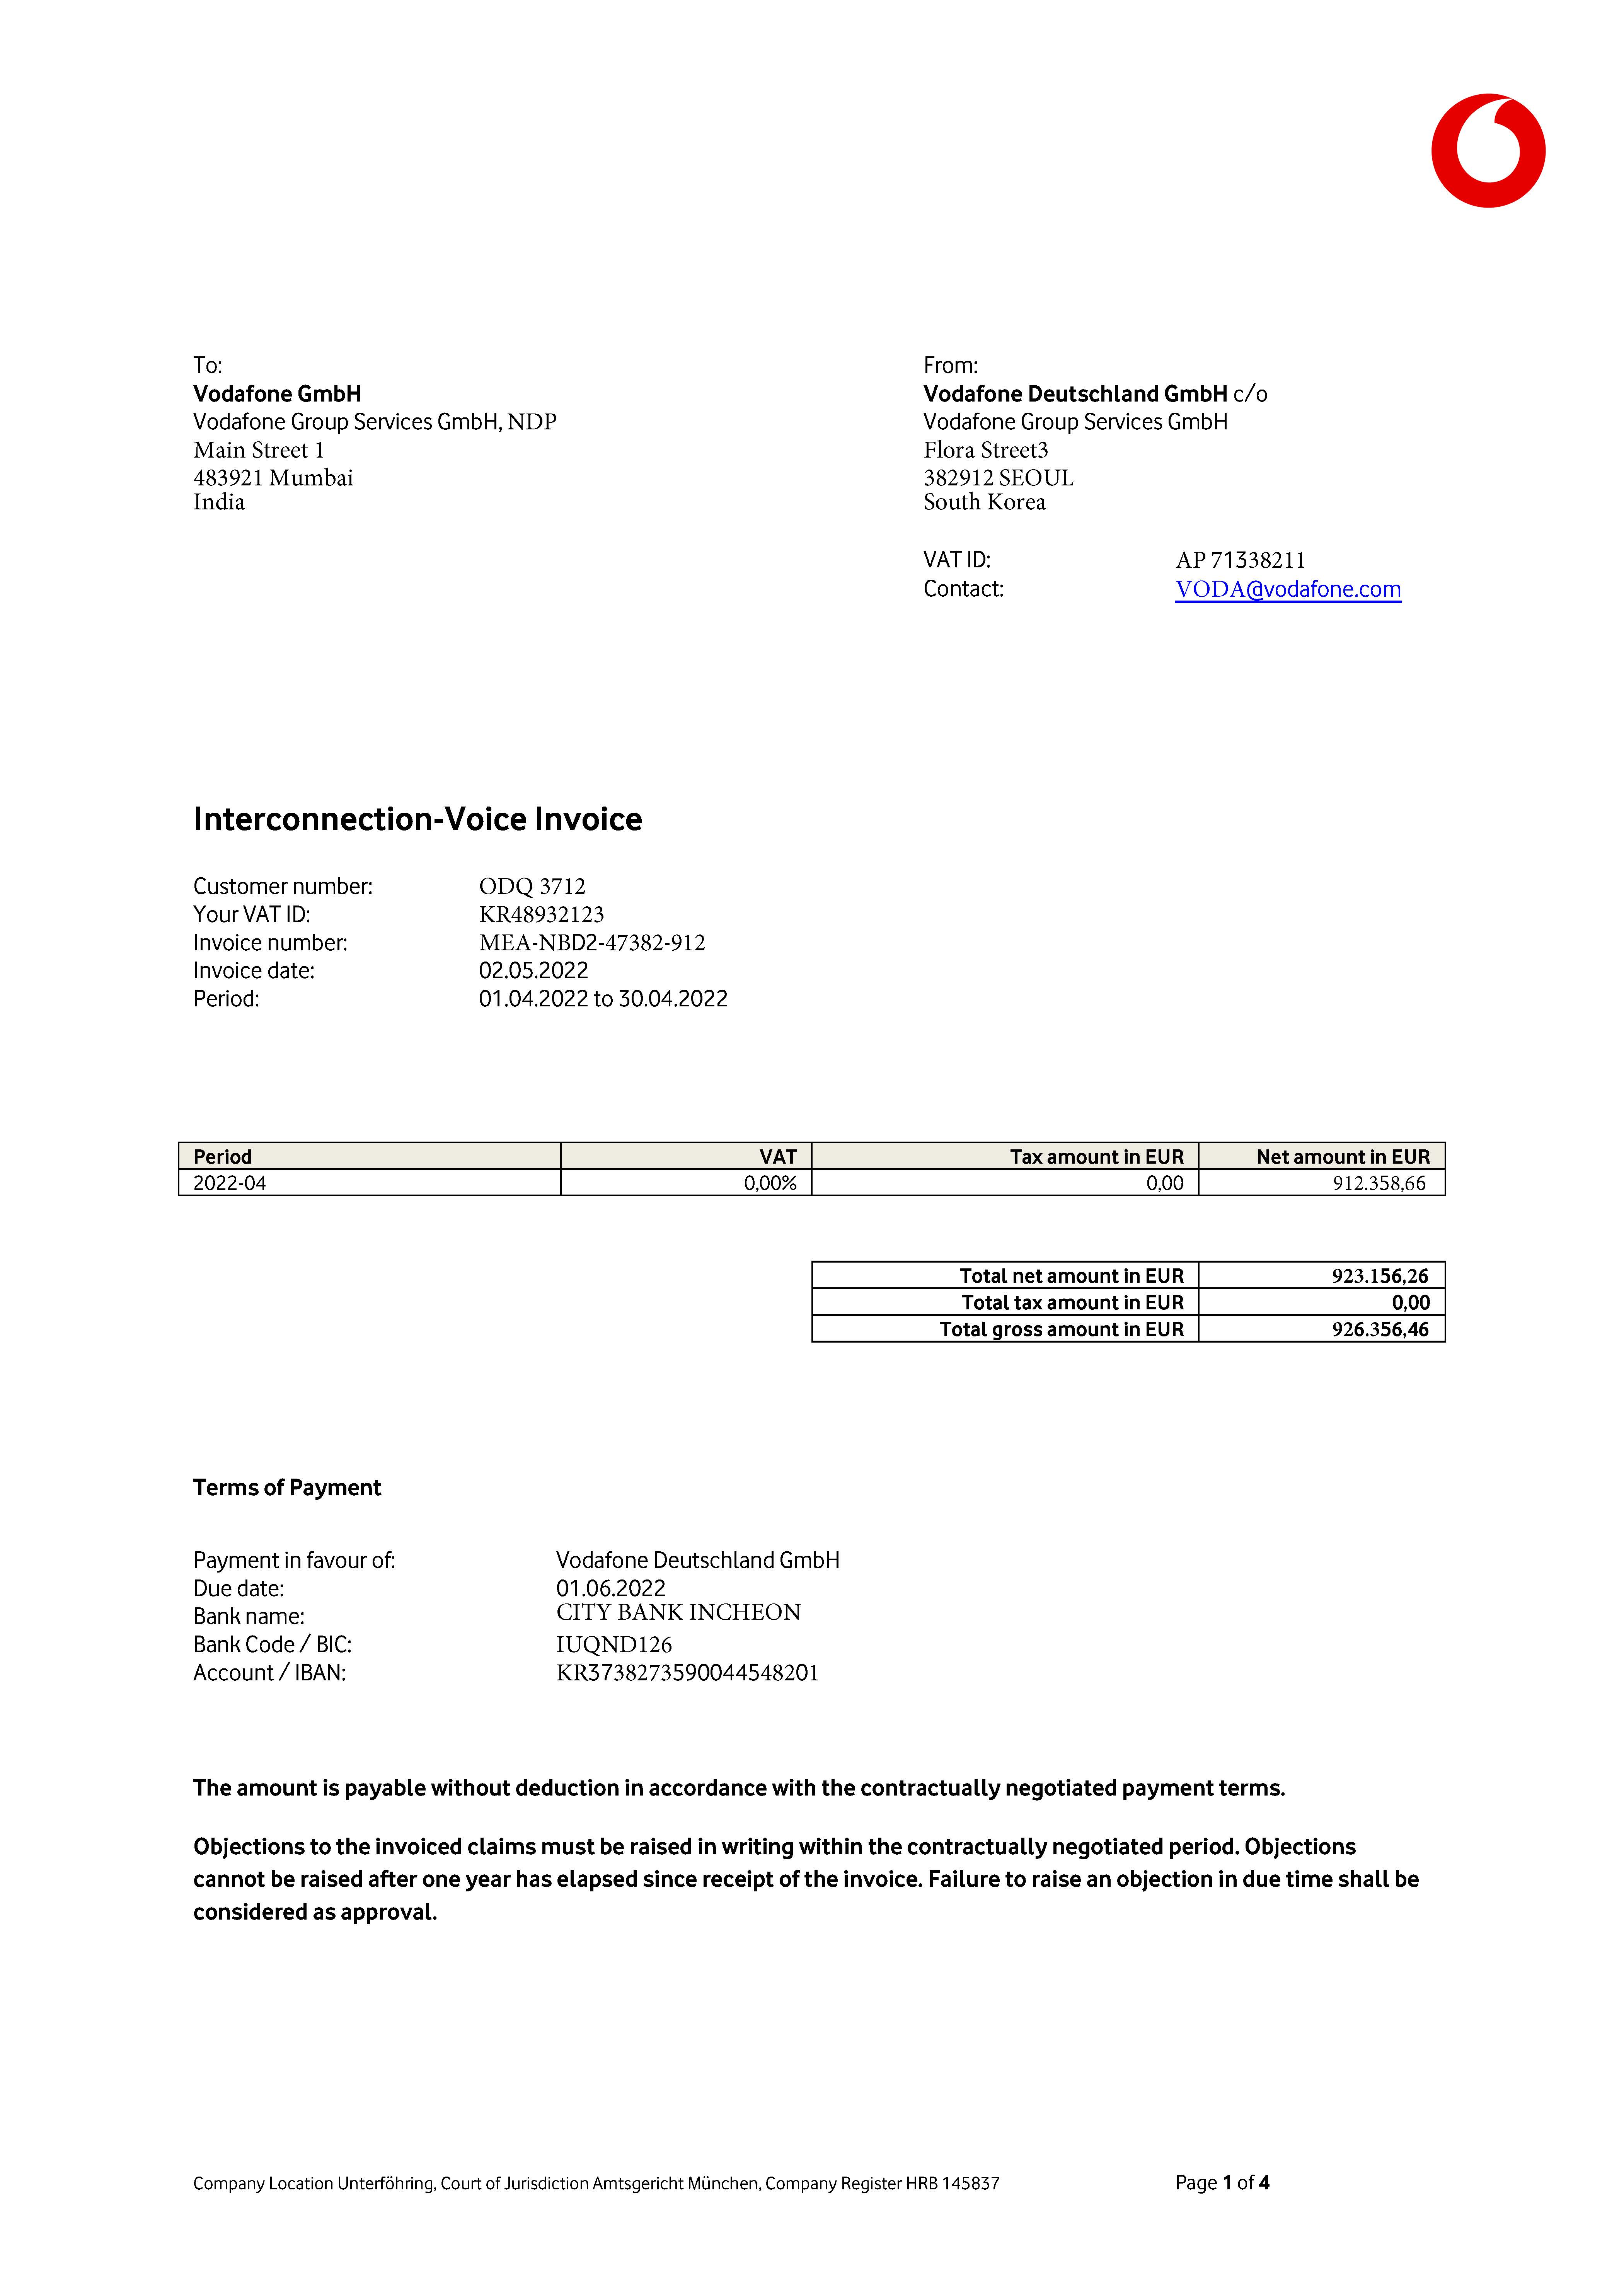 To:
Vodafone GmbH
Vodafone Group Services GmbH, NDP
Main Street 1
483921 Mumbai
India
From:
Vodafone Deutschland GmbH c/o
Vodafone Group Services GmbH
Flora Street3
382912 SEOUL
South Korea
VAT ID: AP 71338211
Contact: VODA@vodafone.com
Interconnection-Voice Invoice
Customer number: ODQ 3712
Your VAT ID: KR48932123
Invoice number: MEA-NBD2-47382-912
Invoice date: 02.05.2022
Period: 01.04.2022 to 30.04.2022
Period VAT Tax amount in EUR Net amount in EUR
2022-04 0,00% 0,00 912.358,66
Total net amount in EUR 923.156,26
Total tax amount in EUR 0,00
Total gross amount in EUR 926.356,46
Terms of Payment
Payment in favour of: Vodafone Deutschland GmbH
Due date: 01.06.2022
Bank name: CITY BANK INCHEON
Bank Code / BIC: IUQND126
Account / IBAN: KR3738273590044548201
The amount is payable without deduction in accordance with the contractually negotiated payment terms.
Objections to the invoiced claims must be raised in writing within the contractually negotiated period. Objections
cannot be raised after one year has elapsed since receipt of the invoice. Failure to raise an objection in due time shall be
considered as approval.
Company Location Unterföhring, Court of Jurisdiction Amtsgericht München, Company Register HRB 145837 Page 1 of 4